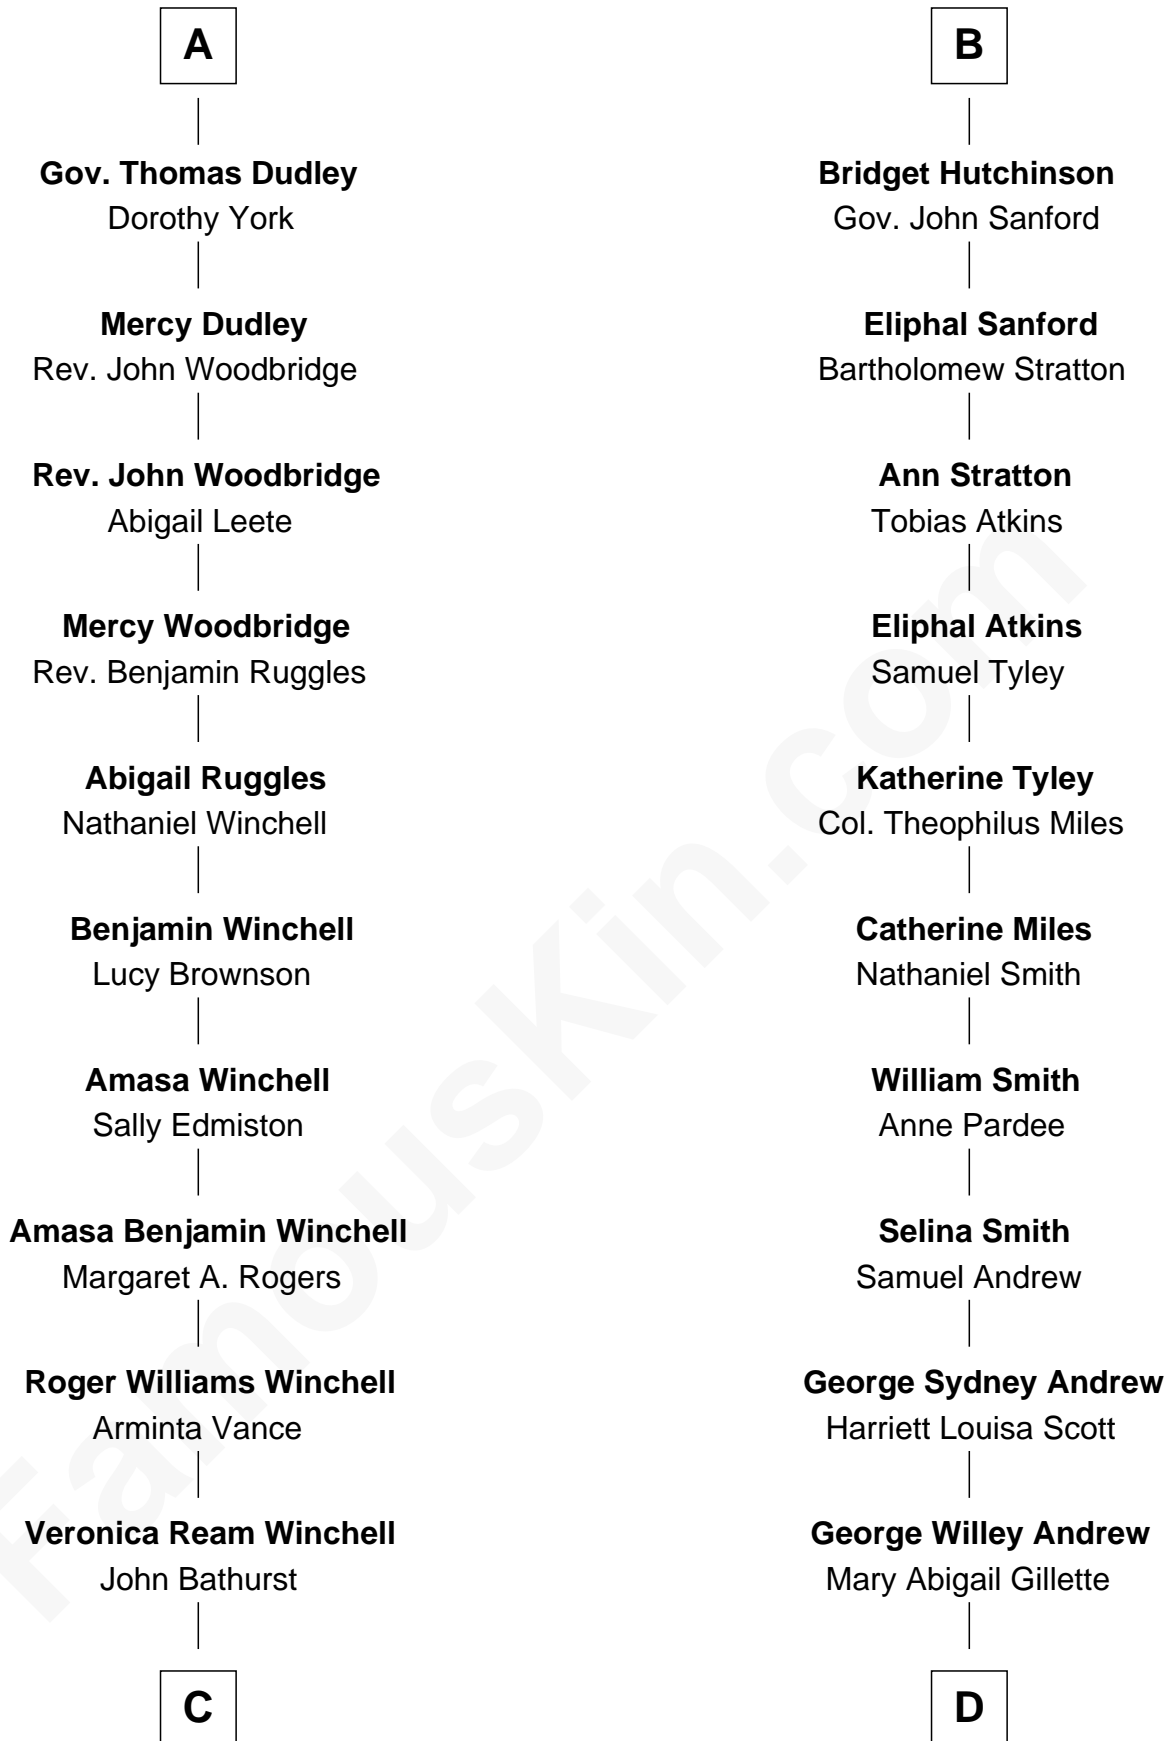 A
Gov. Thomas Dudley
Dorothy York
Mercy Dudley
Rev. John Woodbridge
Rev. John Woodbridge
Abigail Leete
Mercy Woodbridge
Rev. Benjamin Ruggles
Abigail Ruggles
Nathaniel Winchell
Benjamin Winchell
Lucy Brownson
Amasa Winchell
Sally Edmiston
Amasa Benjamin Winchell
Margaret A. Rogers
Roger Williams Winchell
Arminta Vance
Veronica Ream Winchell
John Bathurst
C
B
Bridget Hutchinson
Gov. John Sanford
Eliphal Sanford
Bartholomew Stratton
Ann Stratton
Tobias Atkins
Eliphal Atkins
Samuel Tyley
Katherine Tyley
Col. Theophilus Miles
Catherine Miles
Nathaniel Smith
William Smith
Anne Pardee
Selina Smith
Samuel Andrew
George Sydney Andrew
Harriett Louisa Scott
George Willey Andrew
Mary Abigail Gillette
D
FamousKin.com